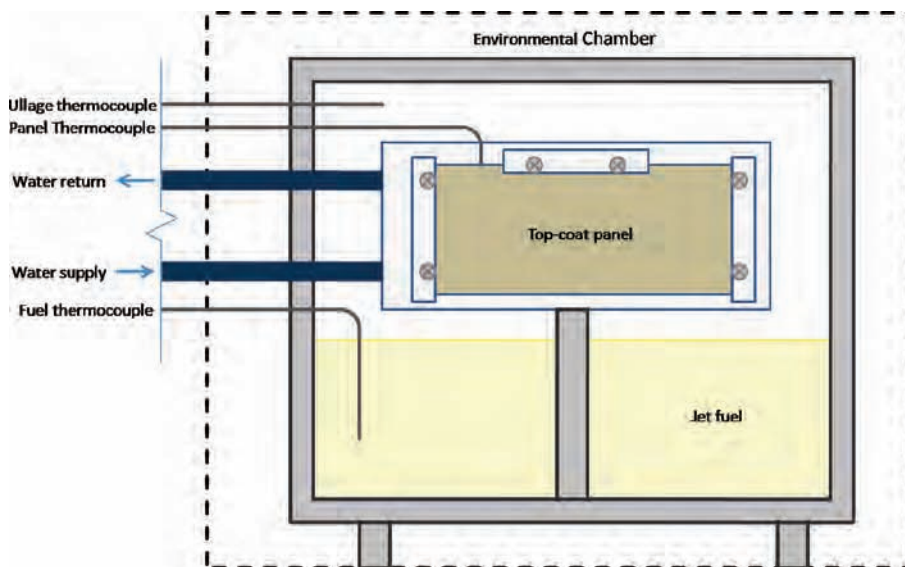 Environmental Chamber
Ullage thermocouple
Panel Thermocouple
Water return
Top-coat panel
Water supply
Fuel thermocouple
Jet fuel